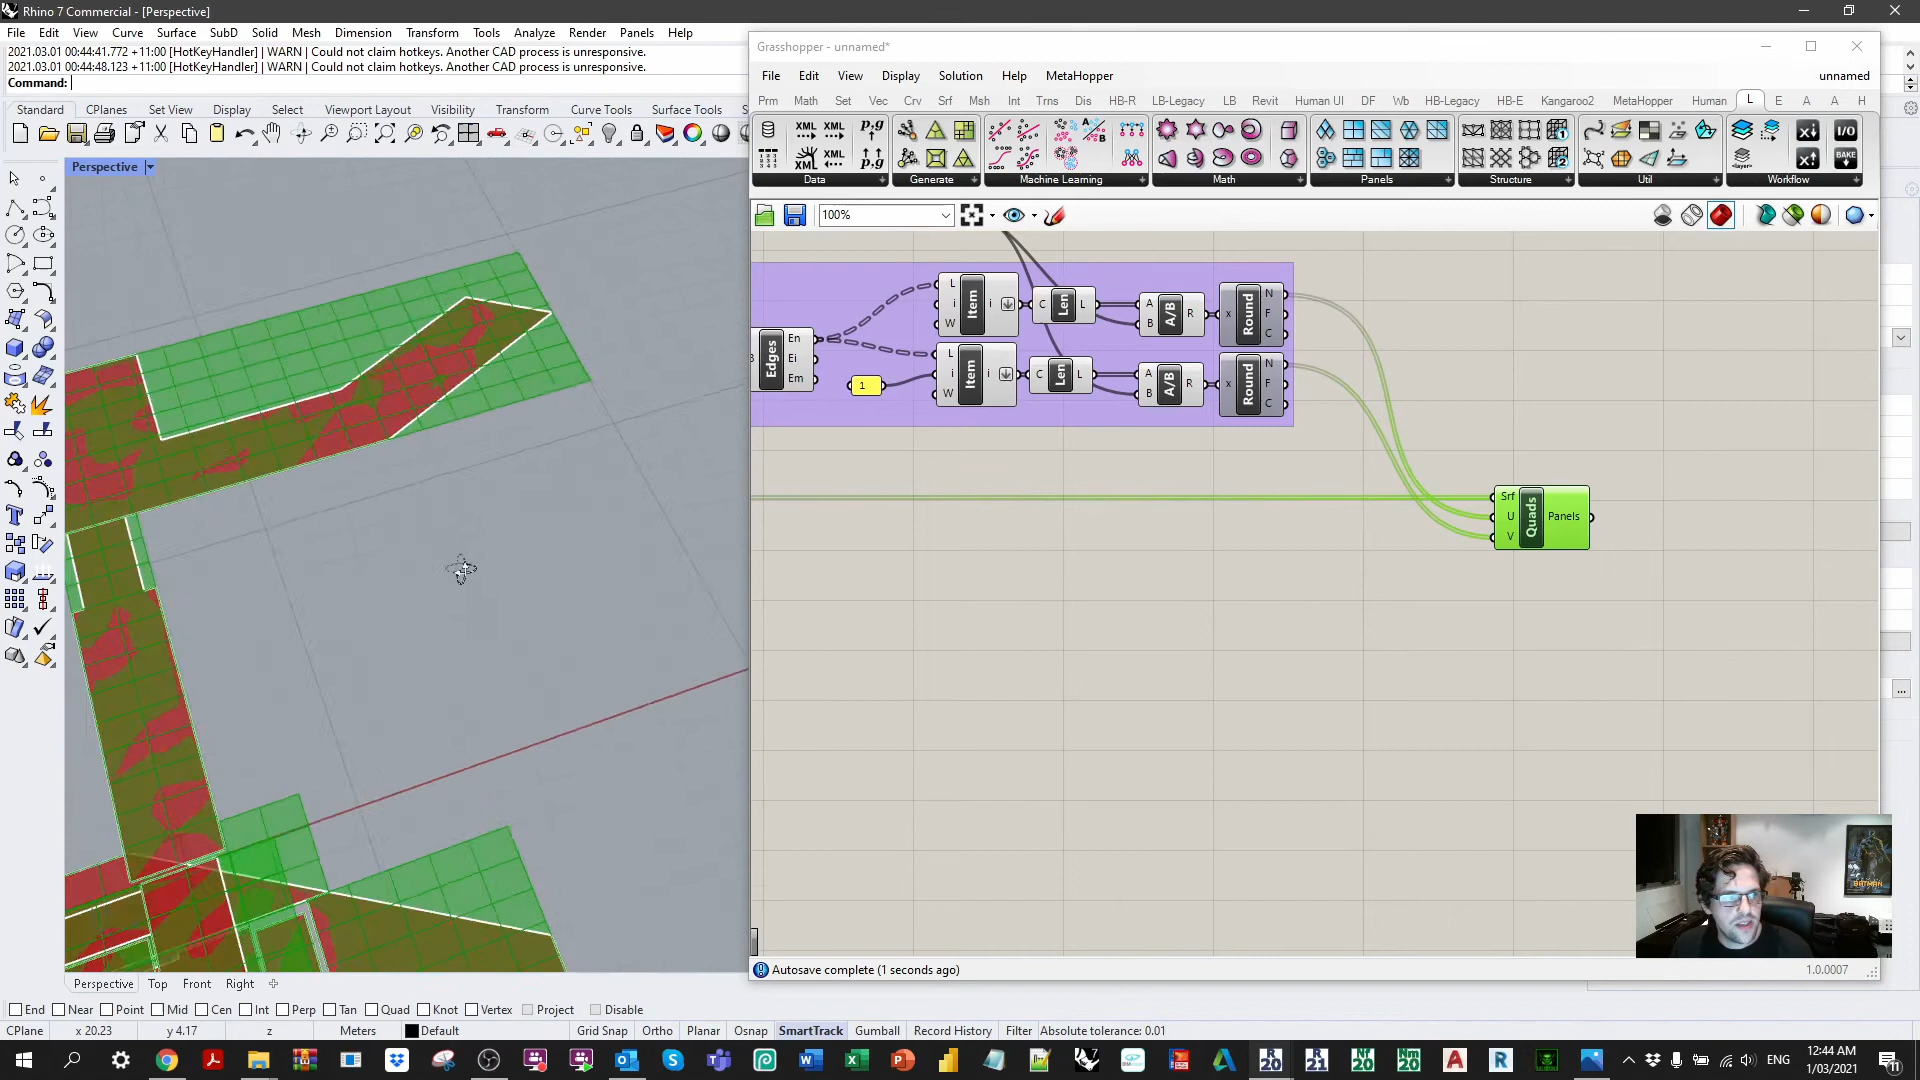 Rhino 7 Commercial - [Perspective]
File Edit View Curve Surface SubD Solid Mesh Dimension Transform Tools Analyze Render Panels Help
2021.03.01 00:44:41.772 +11:00 [HotKeyHandler] | WARN | Could not claim hotkeys. Another CAD process is unresponsive.
2021.03.01 00:44:48.123 +11:00 [HotKeyHandler] | WARN | Could not claim hotkeys. Another CAD process is unresponsive.
Command:
Standard CPlanes Set View Display Select Viewport Layout Visibility Transform Curve Tools Surface Tools S
Perspective
Grasshopper - unnamed*
File Edit View Display Solution Help MetaHopper unnamed
Prm Math Set Vec Crv Srf Msh Int Trns Dis HB-R LB-Legacy LB Revit Human UI DF Wb HB-Legacy HB-E Kangaroo2 MetaHopper Human L E A A H
Data Generate Machine Learning Math Panels Structure Util Workflow
100%
Edges En Ei Em
1
L i W Item i
C Len L
A B A/B R
x Round N F C
L i W Item i
C Len L
A B A/B R
x Round N F C
Srf U V Quads Panels
BATMAN
Autosave complete (1 seconds ago) 1.0.0007
Perspective Top Front Right
End Near Point Mid Cen Int Perp Tan Quad Knot Vertex Project Disable
CPlane x 20.23 y 4.17 z Meters Default Grid Snap Ortho Planar Osnap SmartTrack Gumball Record History Filter Absolute tolerance: 0.01
ENG
12:44 AM
1/03/2021